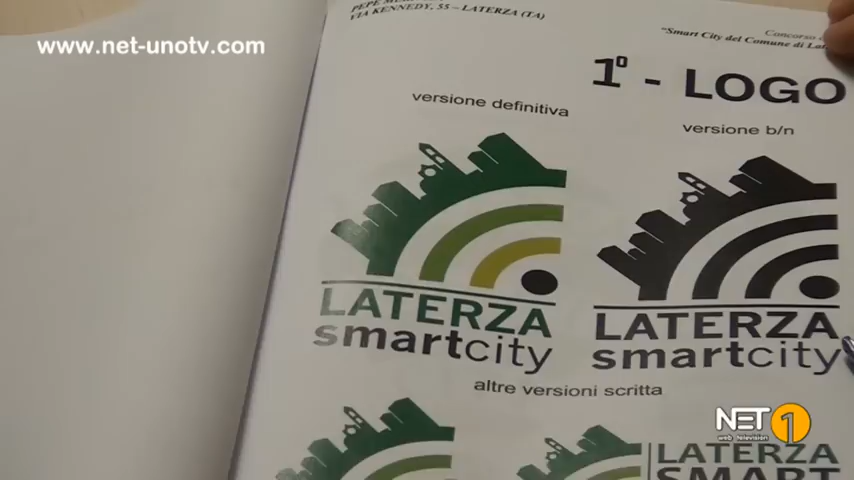 VIA KENNEDY, 55 – LATERZA (TA)
www.net-unotv.com
Concorso
"Smart City del Comune di
1° - LOGO
versione definitiva
versione b/n
LATERZA
smartcity
LATERZA
smartcity
altre versioni scritta
LATERZA
SMART
NET 1
web television